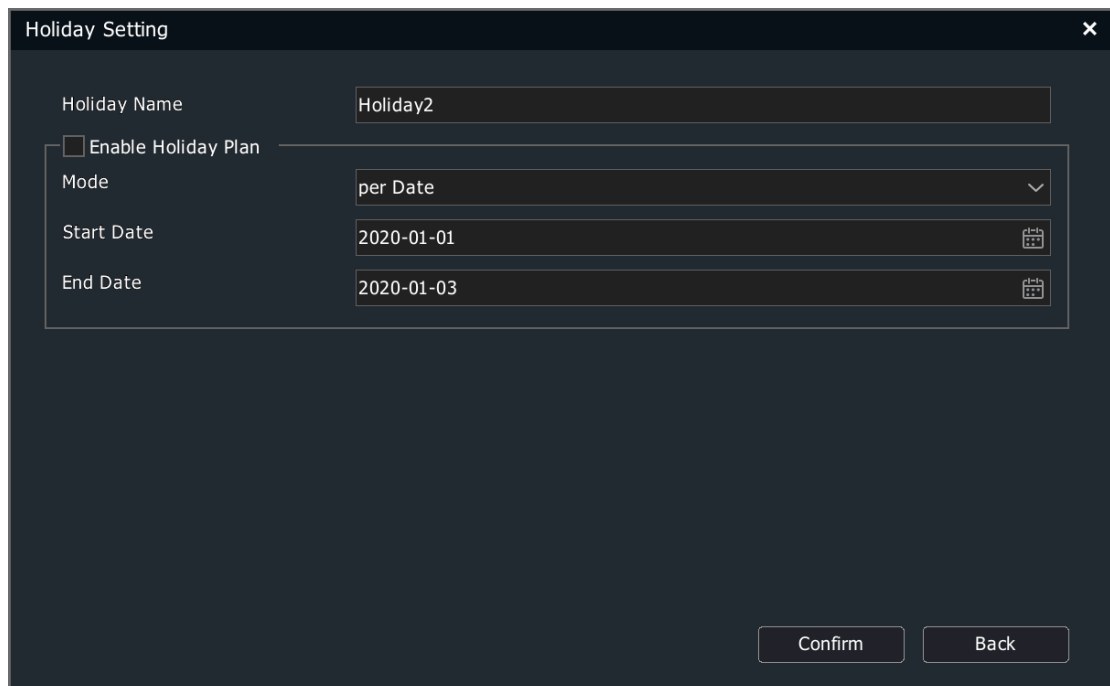 Holiday Setting
Holiday Name Holiday2
Enable Holiday Plan
Mode per Date
Start Date 2020-01-01
End Date 2020-01-03
Confirm Back